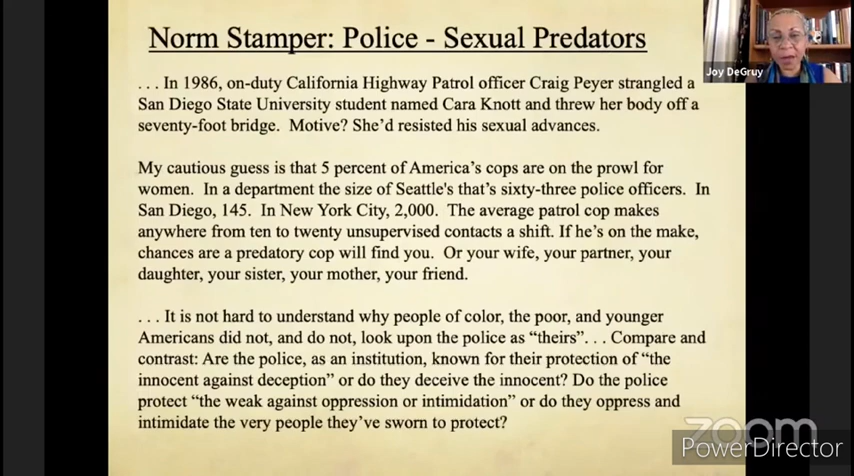 Norm Stamper: Police - Sexual Predators
Joy DeGruy
. . . In 1986, on-duty California Highway Patrol officer Craig Peyer strangled a
San Diego State University student named Cara Knott and threw her body off a
seventy-foot bridge. Motive? She'd resisted his sexual advances.
My cautious guess is that 5 percent of America's cops are on the prowl for
women. In a department the size of Seattle's that's sixty-three police officers. In
San Diego, 145. In New York City, 2,000. The average patrol cop makes
anywhere from ten to twenty unsupervised contacts a shift. If he's on the make,
chances are a predatory cop will find you. Or your wife, your partner, your
daughter, your sister, your mother, your friend.
. . . It is not hard to understand why people of color, the poor, and younger
Americans did not, and do not, look upon the police as “theirs”. . . Compare and
contrast: Are the police, as an institution, known for their protection of “the
innocent against deception” or do they deceive the innocent? Do the police
protect “the weak against oppression or intimidation” or do they oppress and
intimidate the very people they've sworn to protect?
zoom
PowerDirector